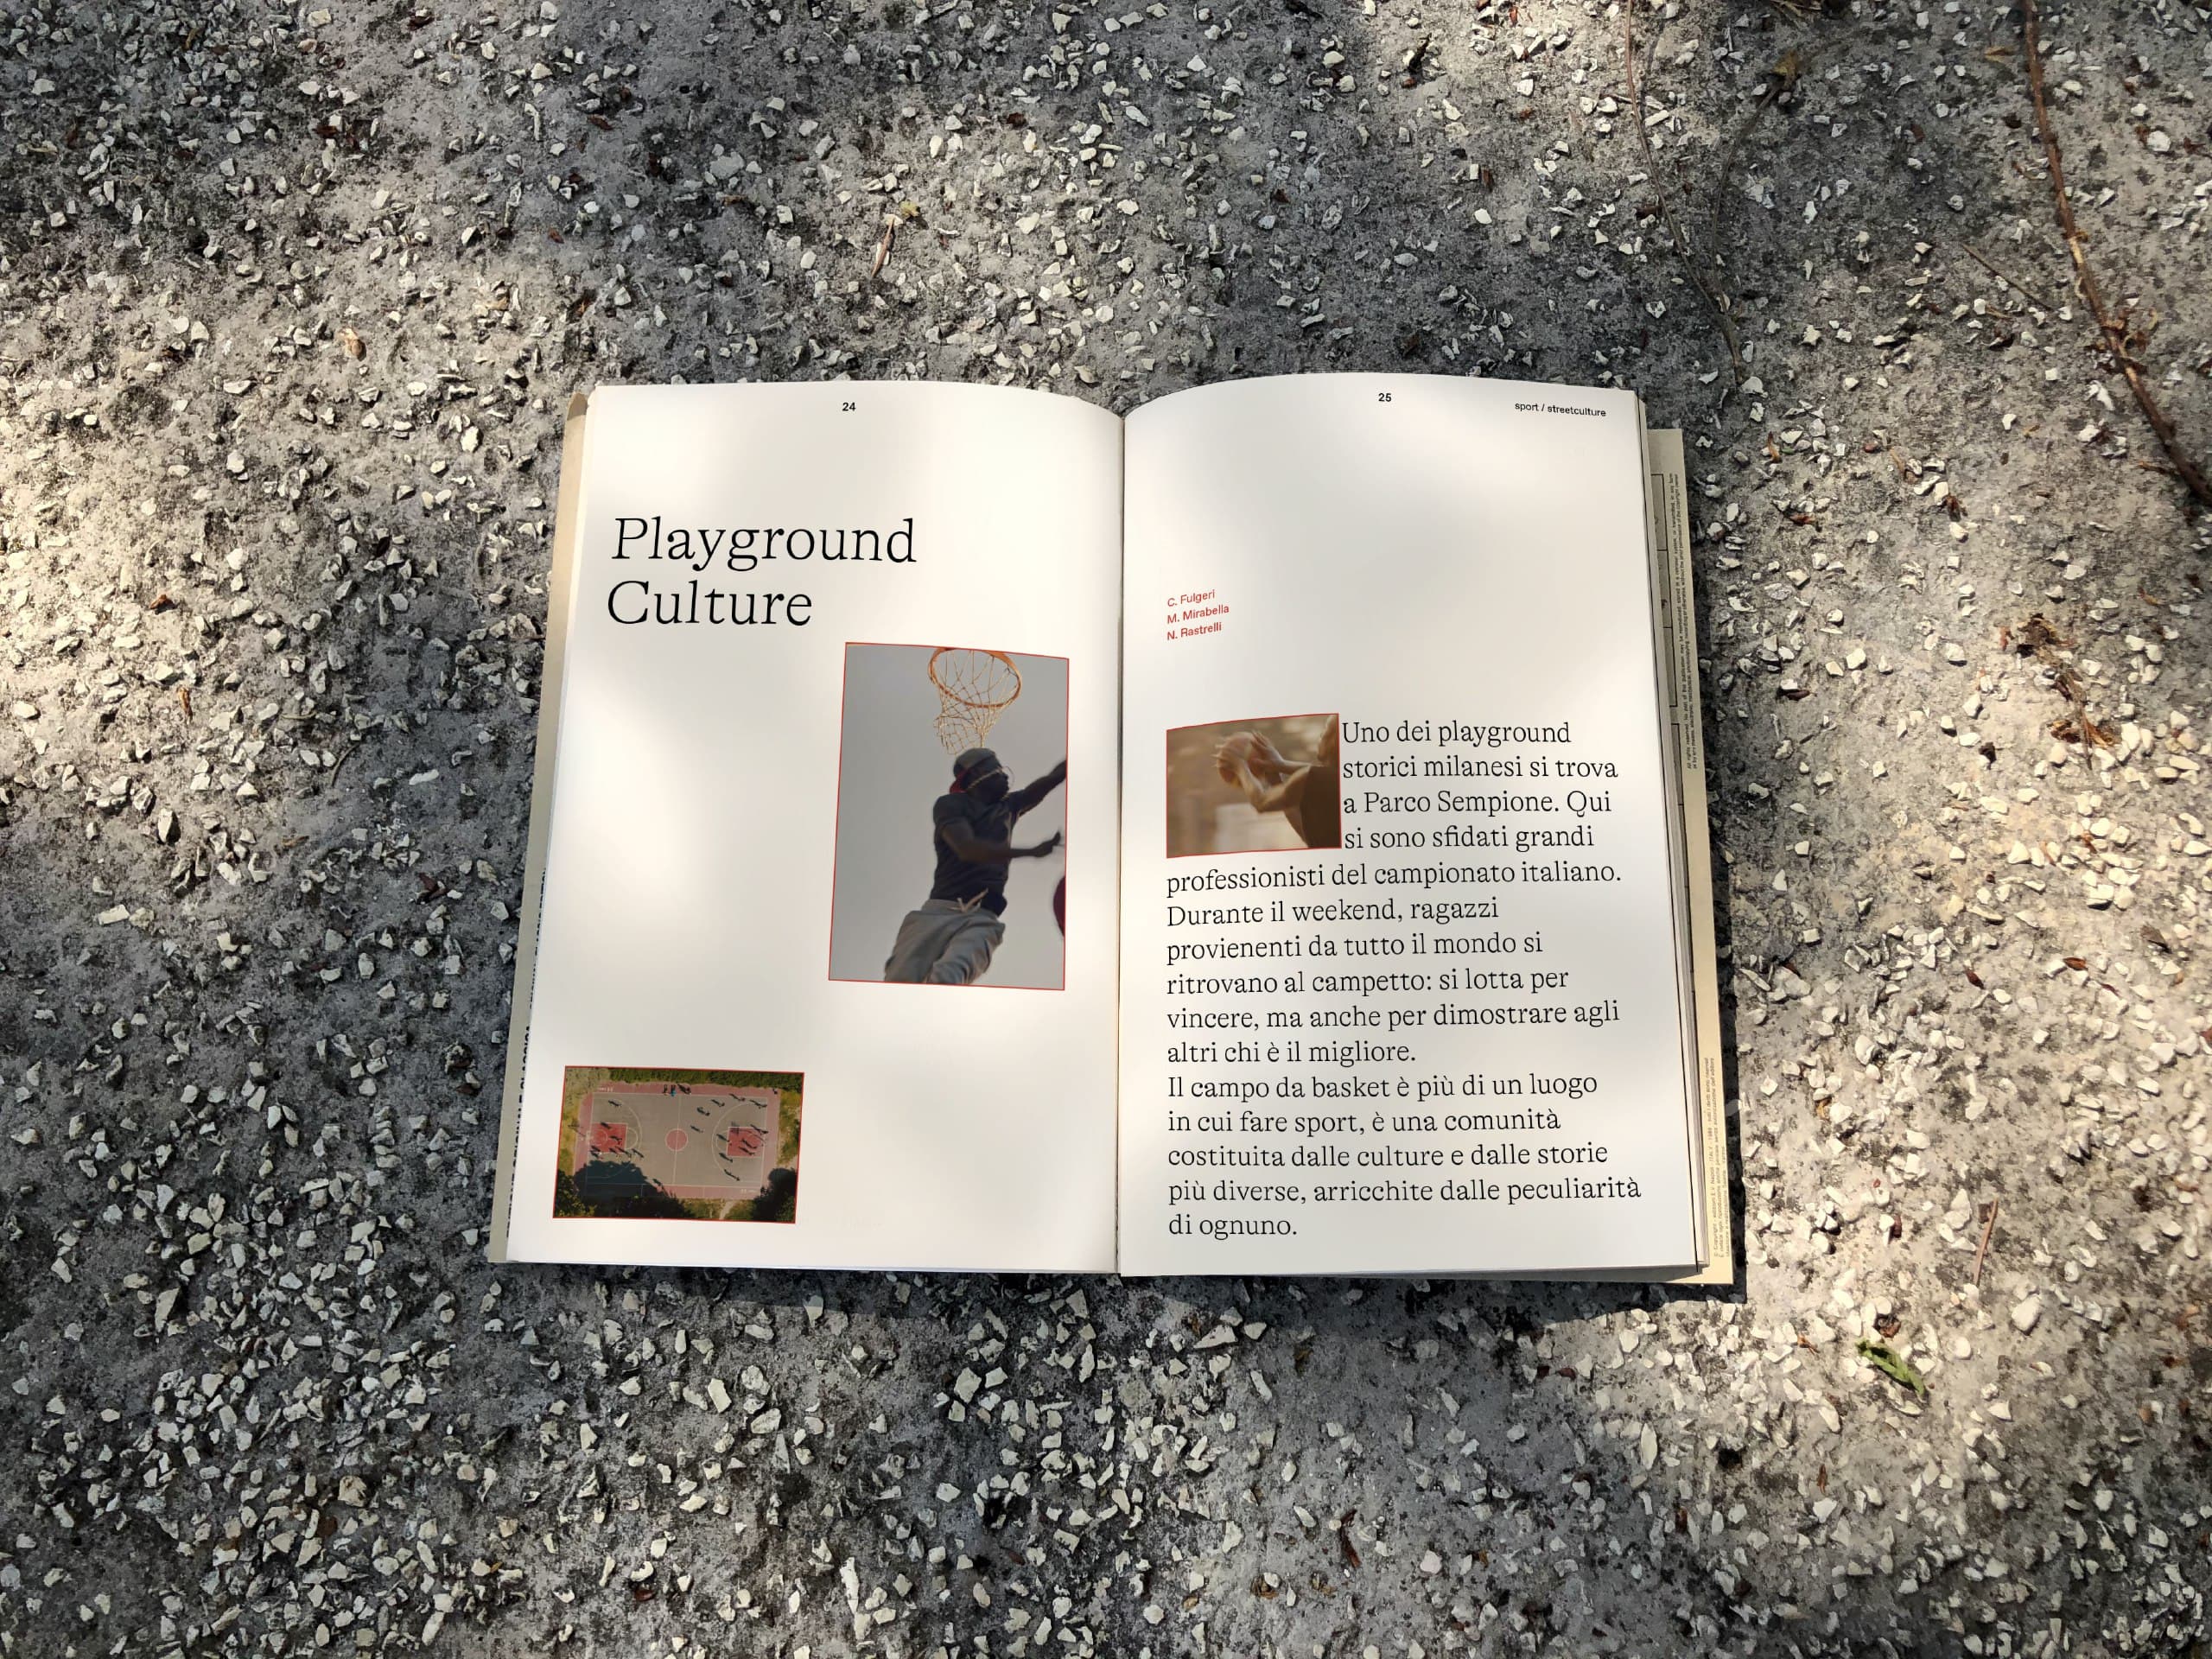 24
Playground
Culture
25
sport / streetculture
C. Fulgeri
M. Mirabella
N. Rastrelli
Uno dei playground
storici milanesi si trova
a Parco Sempione. Qui
si sono sfidati grandi
professionisti del campionato italiano.
Durante il weekend, ragazzi
provenienti da tutto il mondo si
ritrovano al campetto: si lotta per
vincere, ma anche per dimostrare agli
altri chi è il migliore.
Il campo da basket è più di un luogo
in cui fare sport, è una comunità
costituita dalle culture e dalle storie
più diverse, arricchite dalle peculiarità
di ognuno.